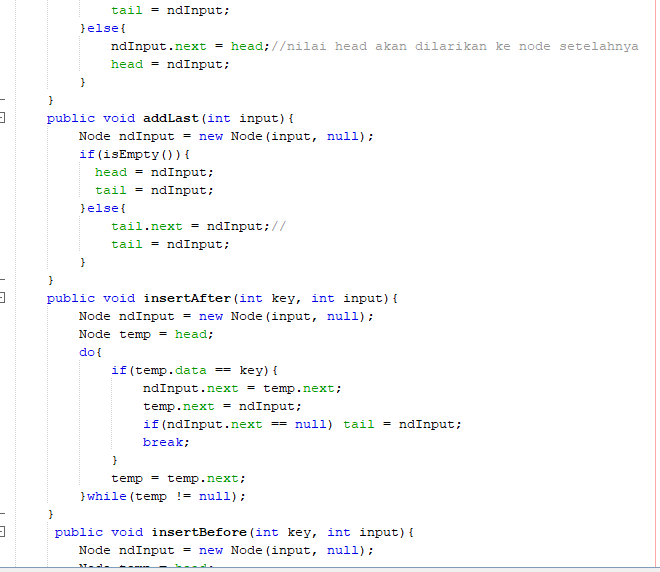 tail = ndInput;
        }else{
            ndInput.next = head;//nilai head akan dilarikan ke node setelahnya
            head = ndInput;
        }
    }
    public void addLast(int input){
        Node ndInput = new Node(input, null);
        if(isEmpty()){
          head = ndInput;
          tail = ndInput;
        }else{
            tail.next = ndInput;//
            tail = ndInput;
        }
    }
    public void insertAfter(int key, int input){
        Node ndInput = new Node(input, null);
        Node temp = head;
        do{
            if(temp.data == key){
                ndInput.next = temp.next;
                temp.next = ndInput;
                if(ndInput.next == null) tail = ndInput;
                break;
            }
            temp = temp.next;
        }while(temp != null);
    }
     public void insertBefore(int key, int input){
        Node ndInput = new Node(input, null);
        Node temp = head;